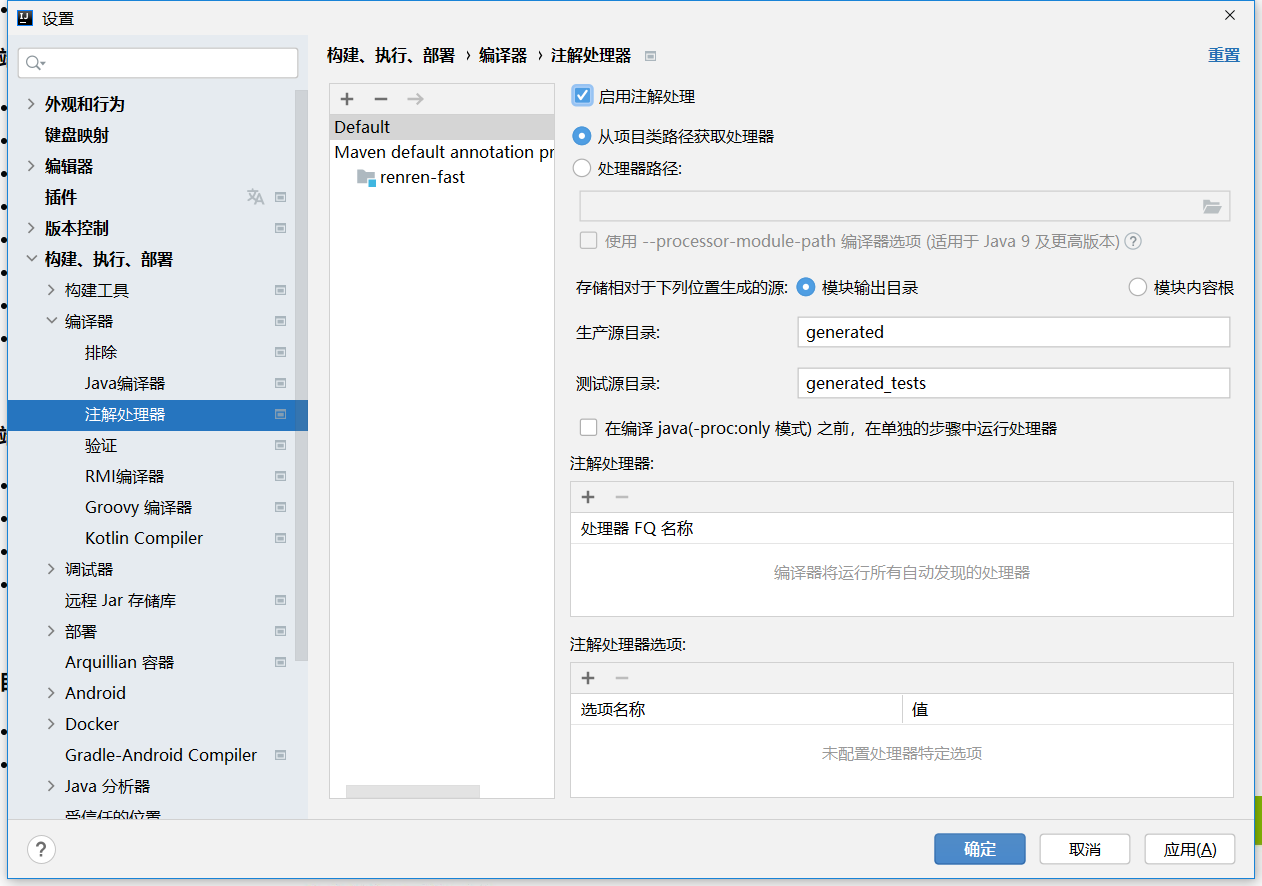 设置
外观和行为
键盘映射
编辑器
插件
版本控制
构建、执行、部署
构建工具
编译器
排除
Java编译器
注解处理器
验证
RMI编译器
Groovy 编译器
Kotlin Compiler
调试器
远程 Jar 存储库
部署
Arquillian 容器
Android
Docker
Gradle-Android Compiler
Java 分析器
受信任的位置
构建、执行、部署 › 编译器 › 注解处理器
重置
Default
Maven default annotation pr
renren-fast
启用注解处理
从项目类路径获取处理器
处理器路径:
使用 --processor-module-path 编译器选项 (适用于 Java 9 及更高版本) ?
存储相对于下列位置生成的源: 模块输出目录 模块内容根
生产源目录: generated
测试源目录: generated_tests
在编译 java(-proc:only 模式) 之前，在单独的步骤中运行处理器
注解处理器:
处理器 FQ 名称
编译器将运行所有自动发现的处理器
注解处理器选项:
选项名称 值
未配置处理器特定选项
? 确定 取消 应用(A)